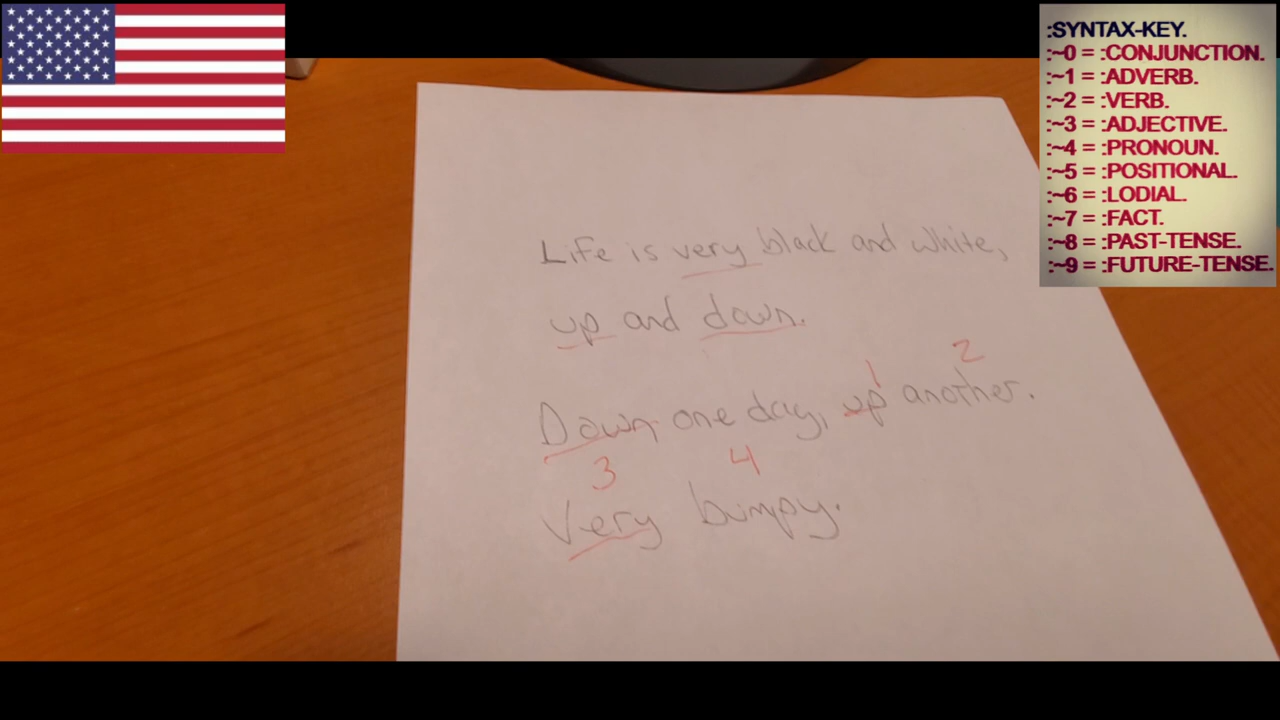 :SYNTAX-KEY.
:~0 = :CONJUNCTION.
:~1 = :ADVERB.
:~2 = :VERB.
:~3 = :ADJECTIVE.
:~4 = :PRONOUN.
:~5 = :POSITIONAL.
:~6 = :LODIAL.
:~7 = :FACT.
:~8 = :PAST-TENSE.
:~9 = :FUTURE-TENSE.
Life is very black and white,
up and down.
1 2
Down one day, up another.
3 4
Very bumpy.